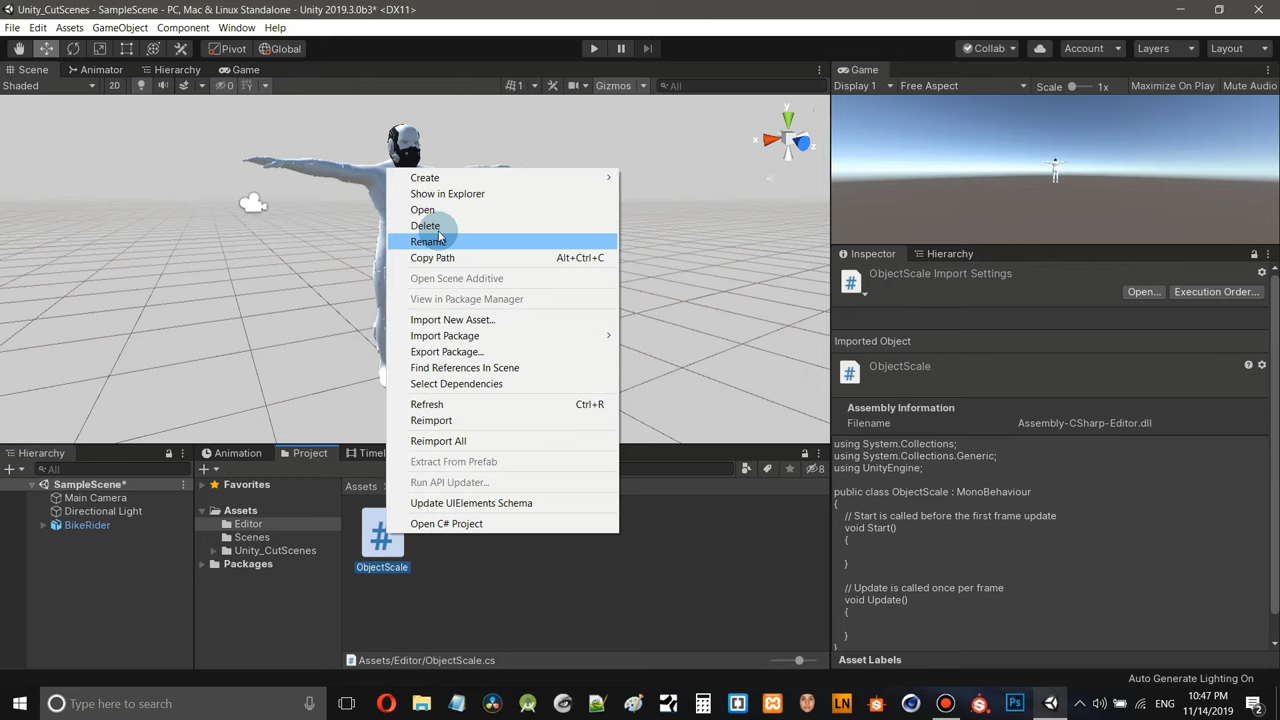 Unity_CutScenes - SampleScene - PC, Mac & Linux Standalone - Unity 2019.3.0b3* <DX11>
File Edit Assets GameObject Component Window Help
Pivot Global Collab Account Layers Layout
Scene Animator Hierarchy Game
Shaded 2D 0 1 Gizmos All
Game
Display 1 Free Aspect Scale 1x Maximize On Play Mute Audio
y
x
z
Create
Show in Explorer
Open
Delete
Rename
Copy Path Alt+Ctrl+C
Open Scene Additive
View in Package Manager
Import New Asset...
Import Package
Export Package...
Find References In Scene
Select Dependencies
Refresh Ctrl+R
Reimport
Reimport All
Extract From Prefab
Run API Updater...
Update UIElements Schema
Open C# Project
Inspector Hierarchy
ObjectScale Import Settings
Open... Execution Order...
Imported Object
ObjectScale
Assembly Information
Filename Assembly-CSharp-Editor.dll
using System.Collections;
using System.Collections.Generic;
using UnityEngine;
public class ObjectScale : MonoBehaviour
{
// Start is called before the first frame update
void Start()
{
}
// Update is called once per frame
void Update()
{
}
}
Asset Labels
Auto Generate Lighting On
Hierarchy
All
SampleScene*
Main Camera
Directional Light
BikeRider
Animation Project Timel
8
Favorites
Assets
Editor
Scenes
Unity_CutScenes
Packages
Assets
ObjectScale
Assets/Editor/ObjectScale.cs
Type here to search
LN
Ps
ENG
10:47 PM
11/14/2019